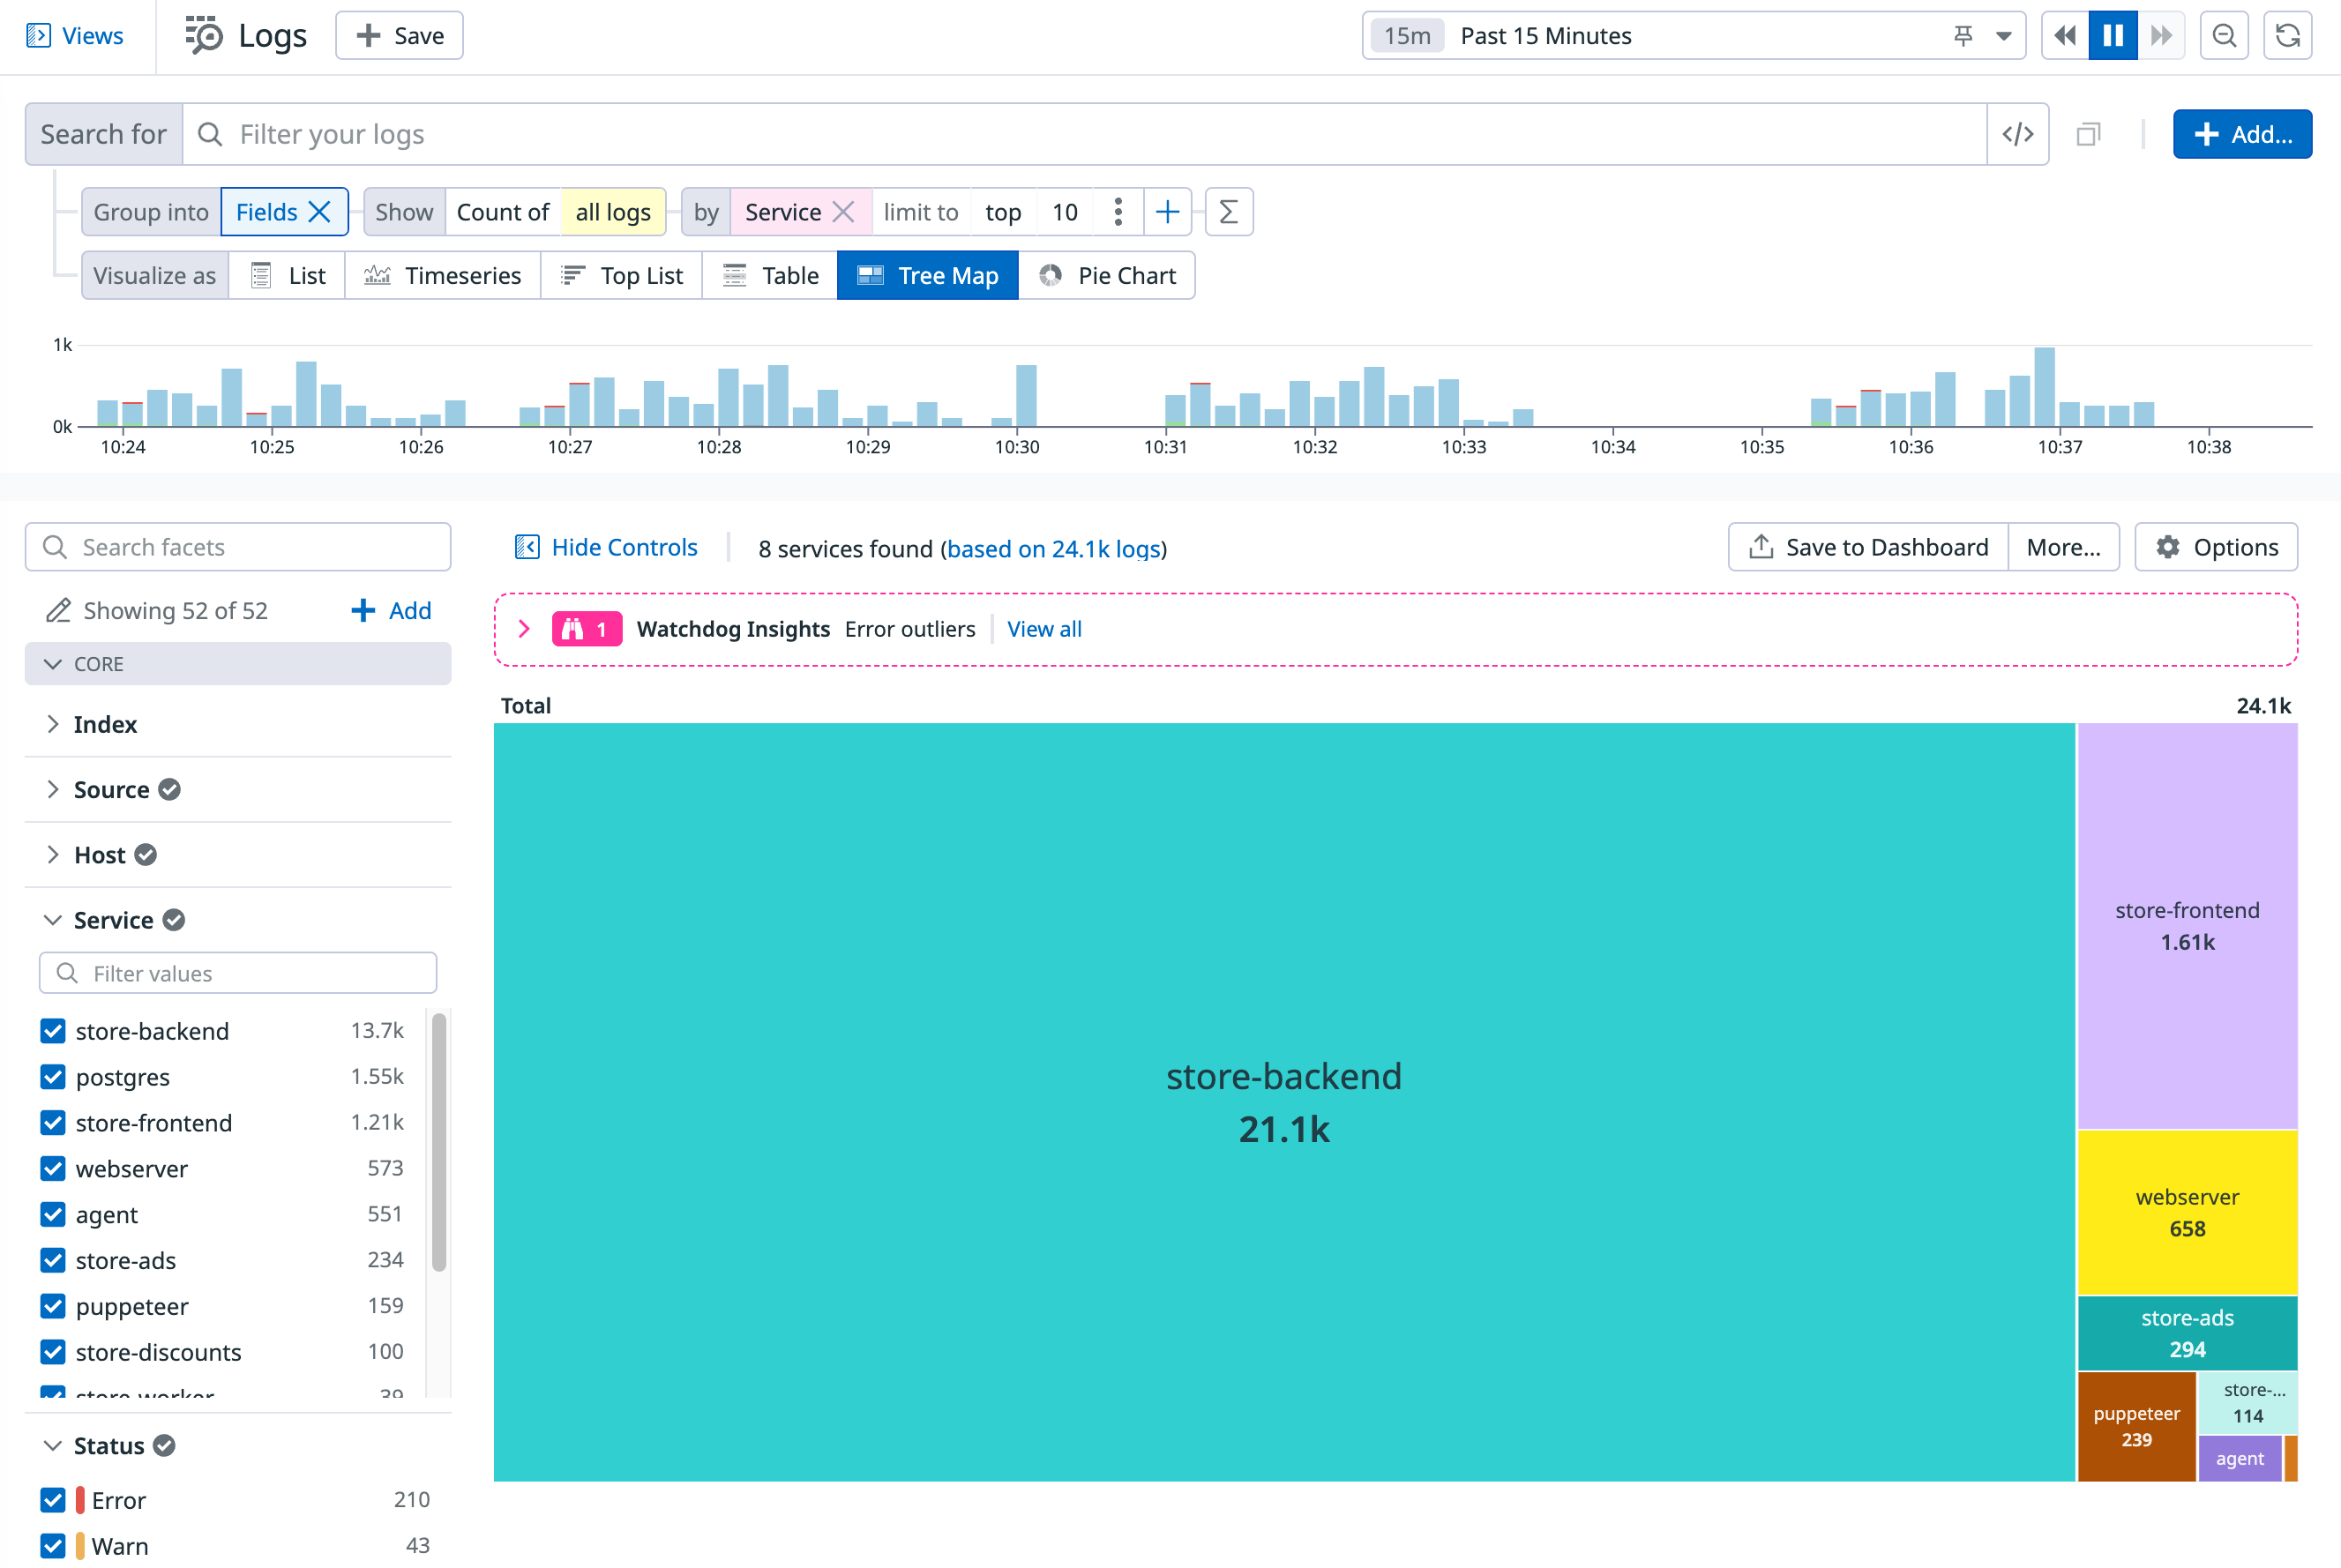 Views
Logs
Save
15m Past 15 Minutes
Search for Filter your logs </> Add...
Group into Fields Show Count of all logs by Service limit to top 10
Visualize as List Timeseries Top List Table Tree Map Pie Chart
1k
0k
10:24 10:25 10:26 10:27 10:28 10:29 10:30 10:31 10:32 10:33 10:34 10:35 10:36 10:37 10:38
Search facets
Showing 52 of 52 Add
CORE
Index
Source
Host
Service
Filter values
store-backend 13.7k
postgres 1.55k
store-frontend 1.21k
webserver 573
agent 551
store-ads 234
puppeteer 159
store-discounts 100
store-worker 39
Status
Error 210
Warn 43
Hide Controls 8 services found (based on 24.1k logs) Save to Dashboard More... Options
1 Watchdog Insights Error outliers View all
Total 24.1k
store-backend
21.1k
store-frontend
1.61k
webserver
658
store-ads
294
puppeteer
239
store-...
114
agent